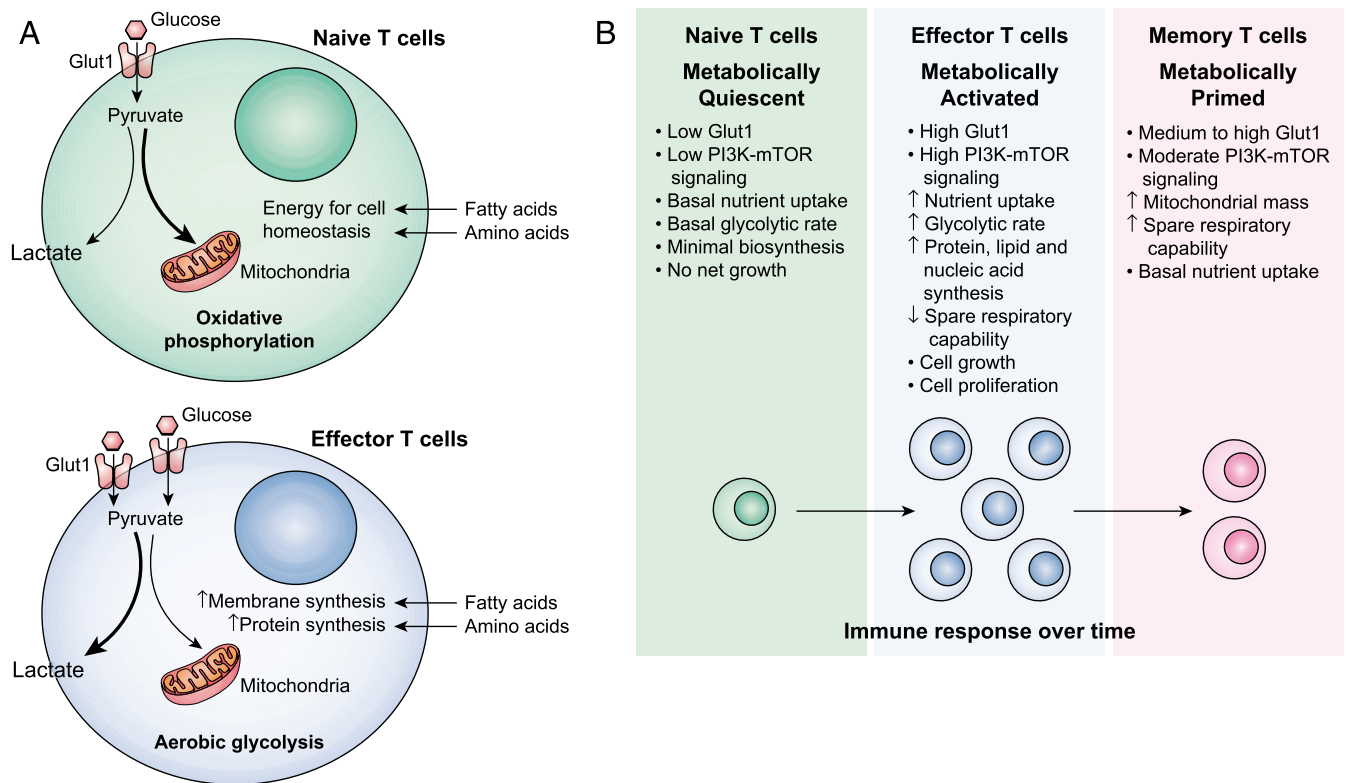 A
Glucose
Naive T cells
Glut1
Pyruvate
Energy for cell
homeostasis
Fatty acids
Amino acids
Lactate
Mitochondria
Oxidative
phosphorylation
Glucose
Effector T cells
Glut1
Pyruvate
↑Membrane synthesis
↑Protein synthesis
Fatty acids
Amino acids
Lactate
Mitochondria
Aerobic glycolysis
B
Naive T cells
Metabolically
Quiescent
• Low Glut1
• Low PI3K-mTOR
signaling
• Basal nutrient uptake
• Basal glycolytic rate
• Minimal biosynthesis
• No net growth
Effector T cells
Metabolically
Activated
• High Glut1
• High PI3K-mTOR
signaling
↑ Nutrient uptake
↑ Glycolytic rate
↑ Protein, lipid and
nucleic acid
synthesis
↓ Spare respiratory
capability
• Cell growth
• Cell proliferation
Memory T cells
Metabolically
Primed
• Medium to high Glut1
• Moderate PI3K-mTOR
signaling
↑ Mitochondrial mass
↑ Spare respiratory
capability
• Basal nutrient uptake
Immune response over time